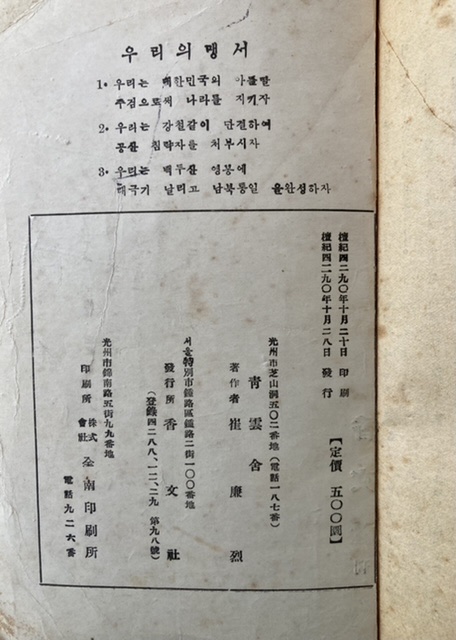 우리의맹서
1. 우리는 대한민국의 아들딸
주검으로써 나라를 지키자
2. 우리는 강철같이 단결하여
공산 침략자를 처부시자
3. 우리는 백두산 영봉에
태극기 날리고 남북통일 을완성하자
檀紀四二九〇年十月二十日 印刷
檀紀四二九〇年十月二八日 發行
【定價 五〇〇圜】
光州市芝山洞五〇二番地(電話一八七番)
靑雲舍
著作者 崔廉烈
서울特別市鍾路區鍾路二街一〇〇番地
發行所 香文社
(登錄四二八八、一二、二九 第九八號)
光州市錦南路五街九九番地
印刷所 株式會社 全南印刷所
電話九二六番